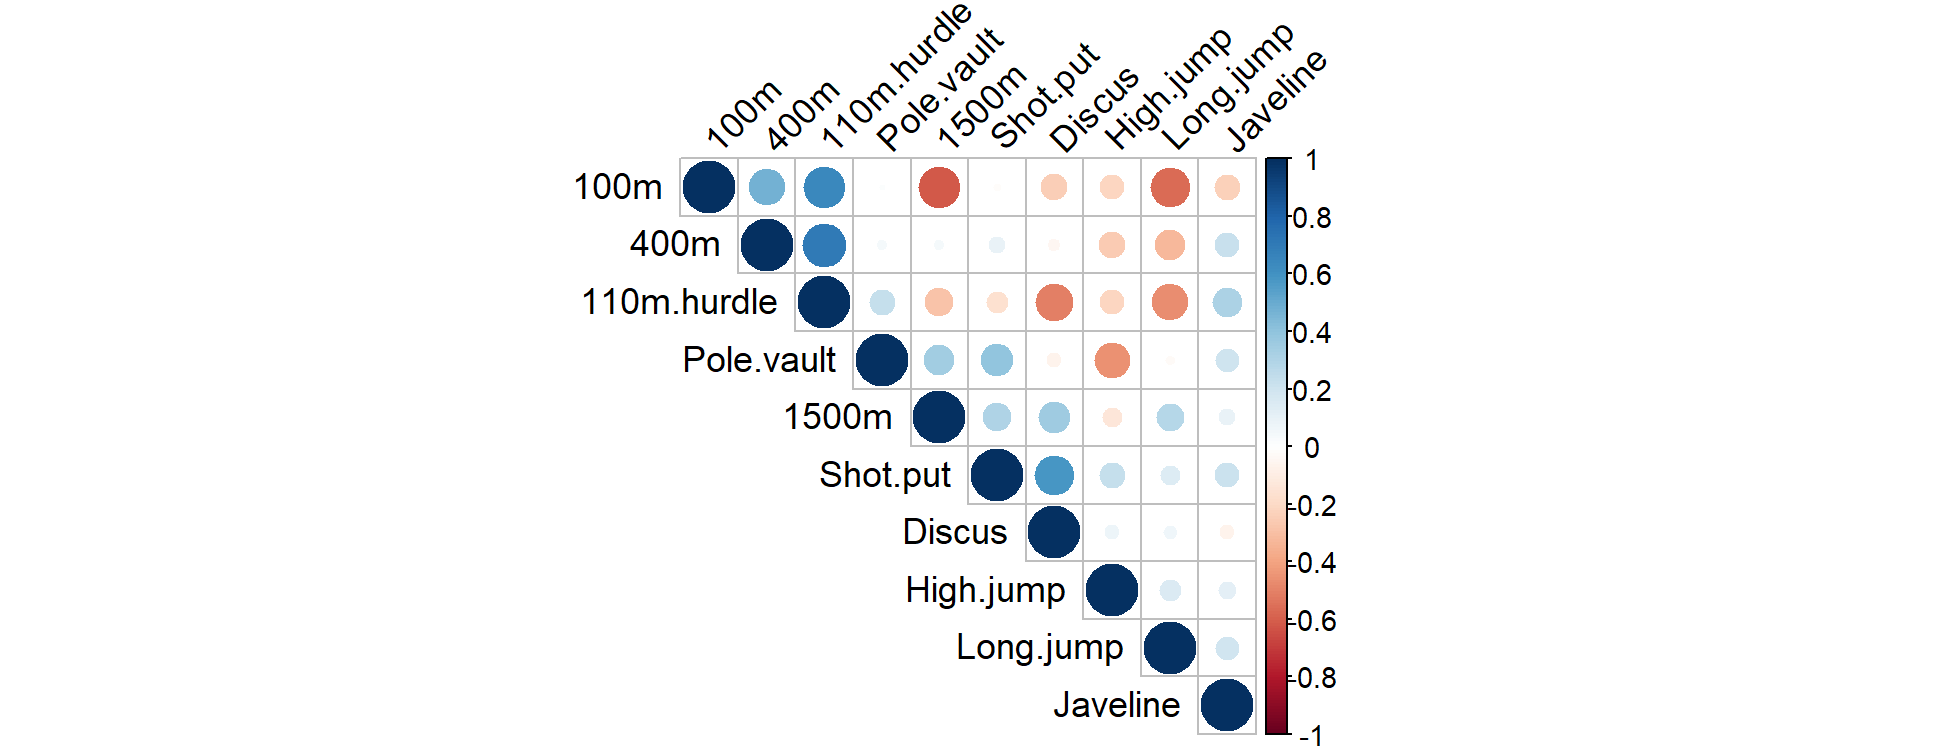 100m
400m
110m.hurdle
Pole.vault
1500m
Shot.put
Discus
High.jump
Long.jump
Javeline
100m
400m
110m.hurdle
Pole.vault
1500m
Shot.put
Discus
High.jump
Long.jump
Javeline
1
0.8
0.6
0.4
0.2
0
-0.2
-0.4
-0.6
-0.8
-1